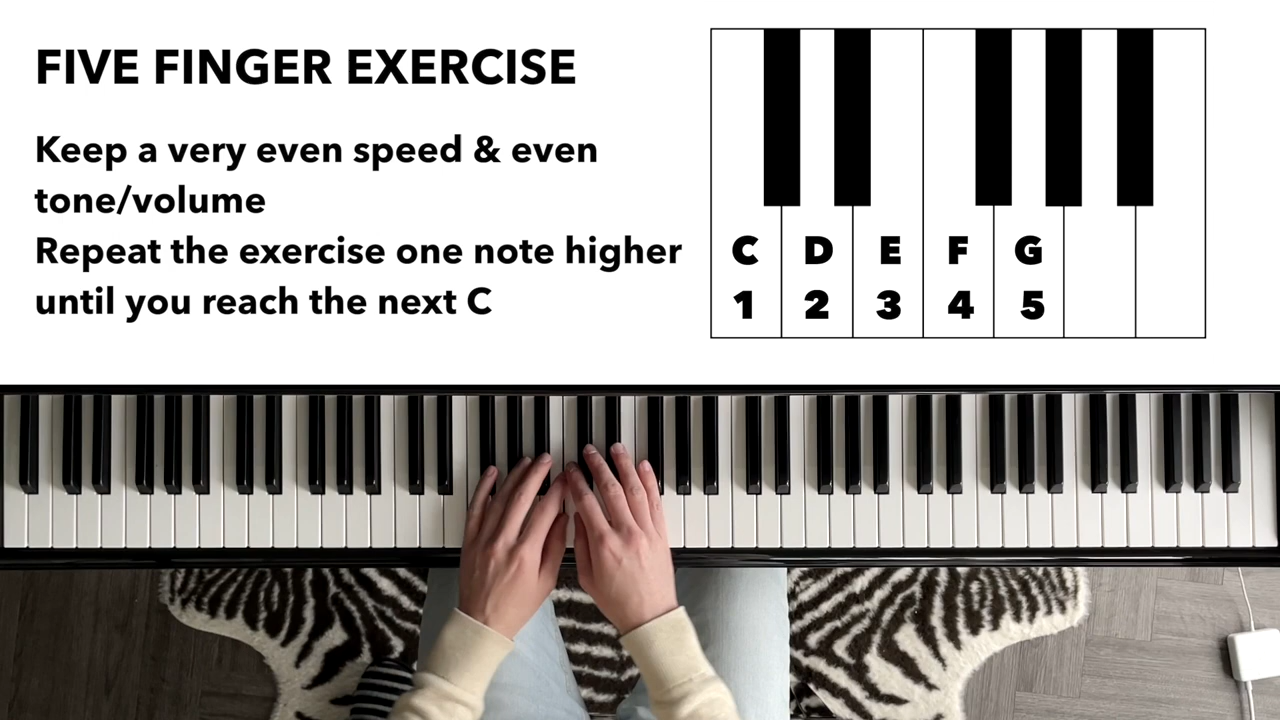 FIVE FINGER EXERCISE
Keep a very even speed & even
tone/volume
Repeat the exercise one note higher
until you reach the next C
C D E F G
1 2 3 4 5